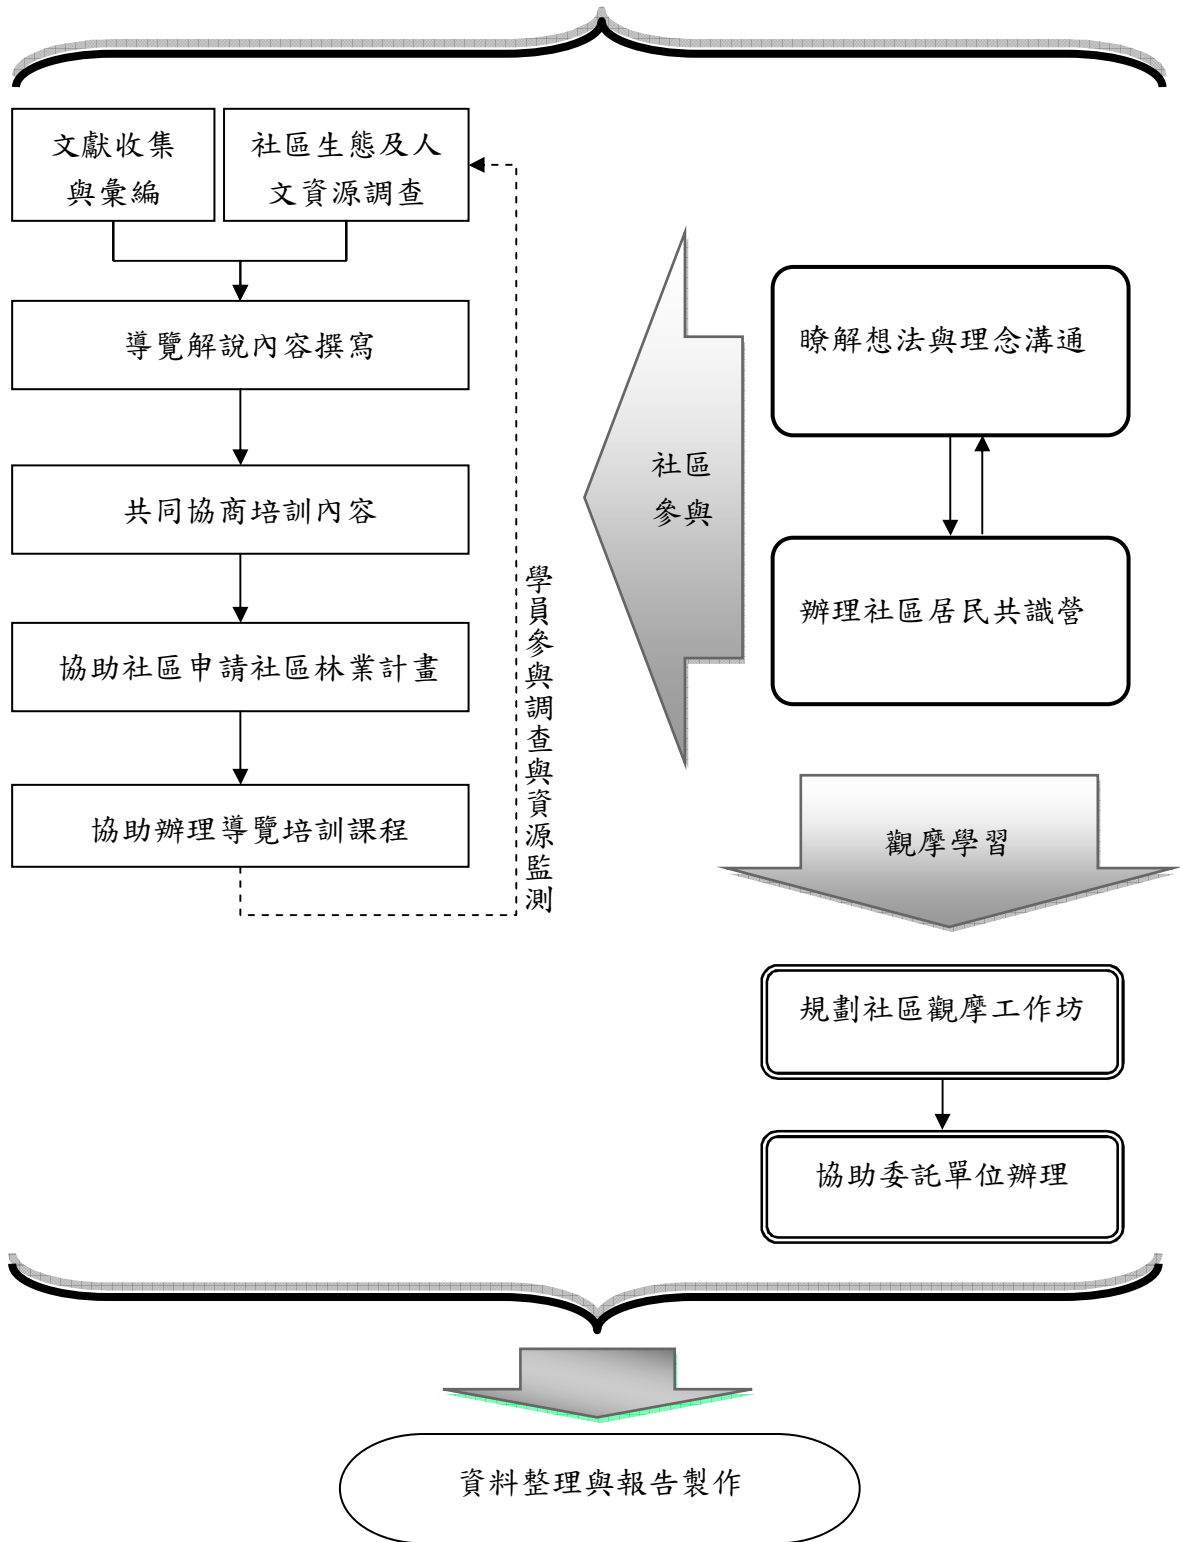 文獻收集
與彙編
社區生態及人
文資源調查
導覽解說內容撰寫
共同協商培訓內容
協助社區申請社區林業計畫
協助辦理導覽培訓課程
學員參與調查與資源監測
社區
參與
瞭解想法與理念溝通
辦理社區居民共識營
觀摩學習
規劃社區觀摩工作坊
協助委託單位辦理
資料整理與報告製作